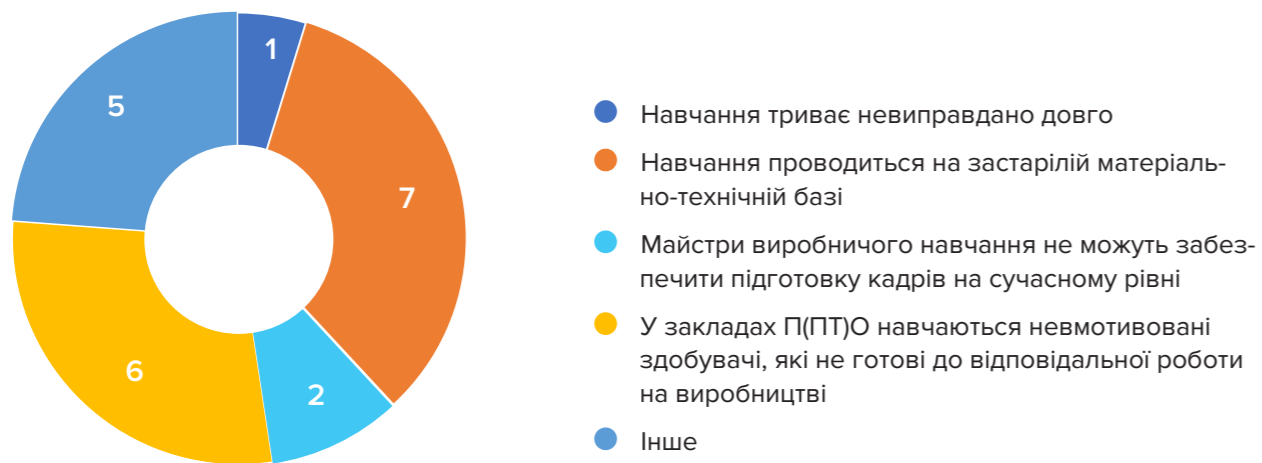 1
5
7
6
2
Навчання триває невиправдано довго
Навчання проводиться на застарілій матеріаль-
но-технічній базі
Майстри виробничого навчання не можуть забез-
печити підготовку кадрів на сучасному рівні
У закладах П(ПТ)О навчаються невмотивовані
здобувачі, які не готові до відповідальної роботи
на виробництві
Інше